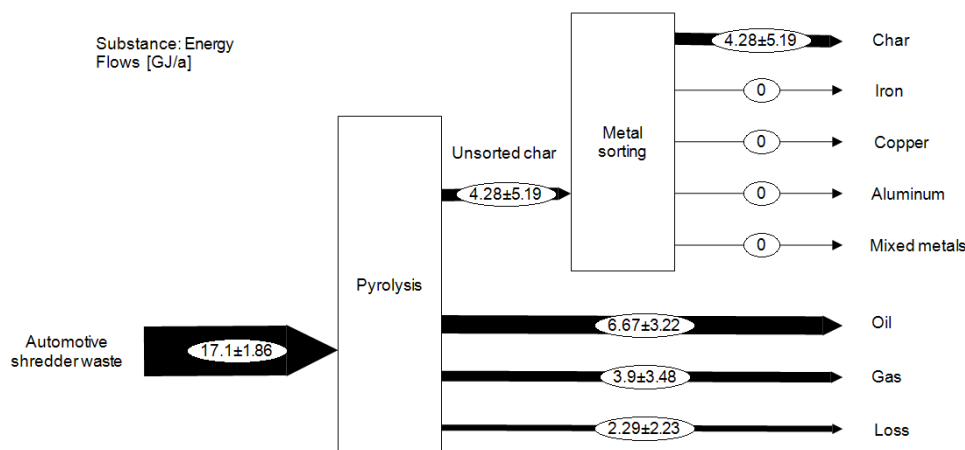 Substance: Energy
Flows [GJ/a]
4.28±5.19
Char
0
Iron
Metal
sorting
0
Copper
Unsorted char
4.28±5.19
0
Aluminum
0
Mixed metals
Pyrolysis
Automotive
shredder waste
17.1±1.86
6.67±3.22
Oil
3.9±3.48
Gas
2.29±2.23
Loss